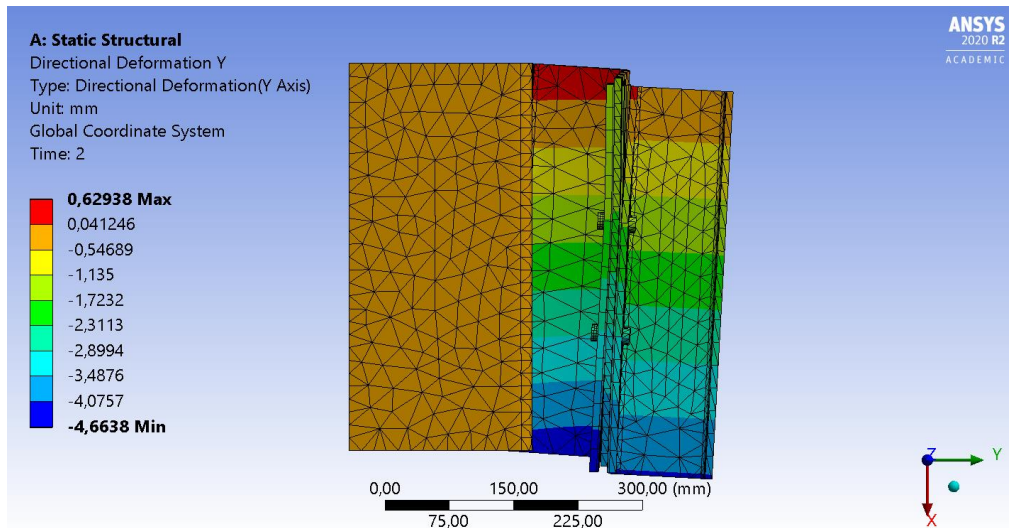 A: Static Structural
Directional Deformation Y
Type: Directional Deformation(Y Axis)
Unit: mm
Global Coordinate System
Time: 2
0,62938 Max
0,041246
-0,54689
-1,135
-1,7232
-2,3113
-2,8994
-3,4876
-4,0757
-4,6638 Min
ANSYS
2020 R2
ACADEMIC
0,00 150,00 300,00 (mm)
75,00 225,00
Z Y
X